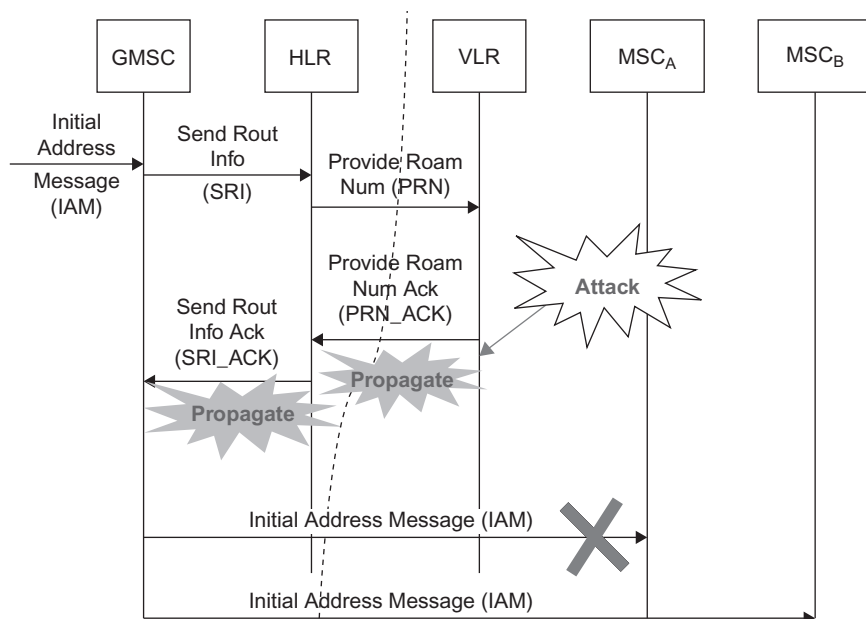 GMSC
HLR
VLR
MSCA
MSCB
Initial
Address
Message
(IAM)
Send Rout
Info
(SRI)
Provide Roam
Num (PRN)
Provide Roam
Num Ack
(PRN_ACK)
Attack
Send Rout
Info Ack
(SRI_ACK)
Propagate
Propagate
Initial Address Message (IAM)
Initial Address Message (IAM)